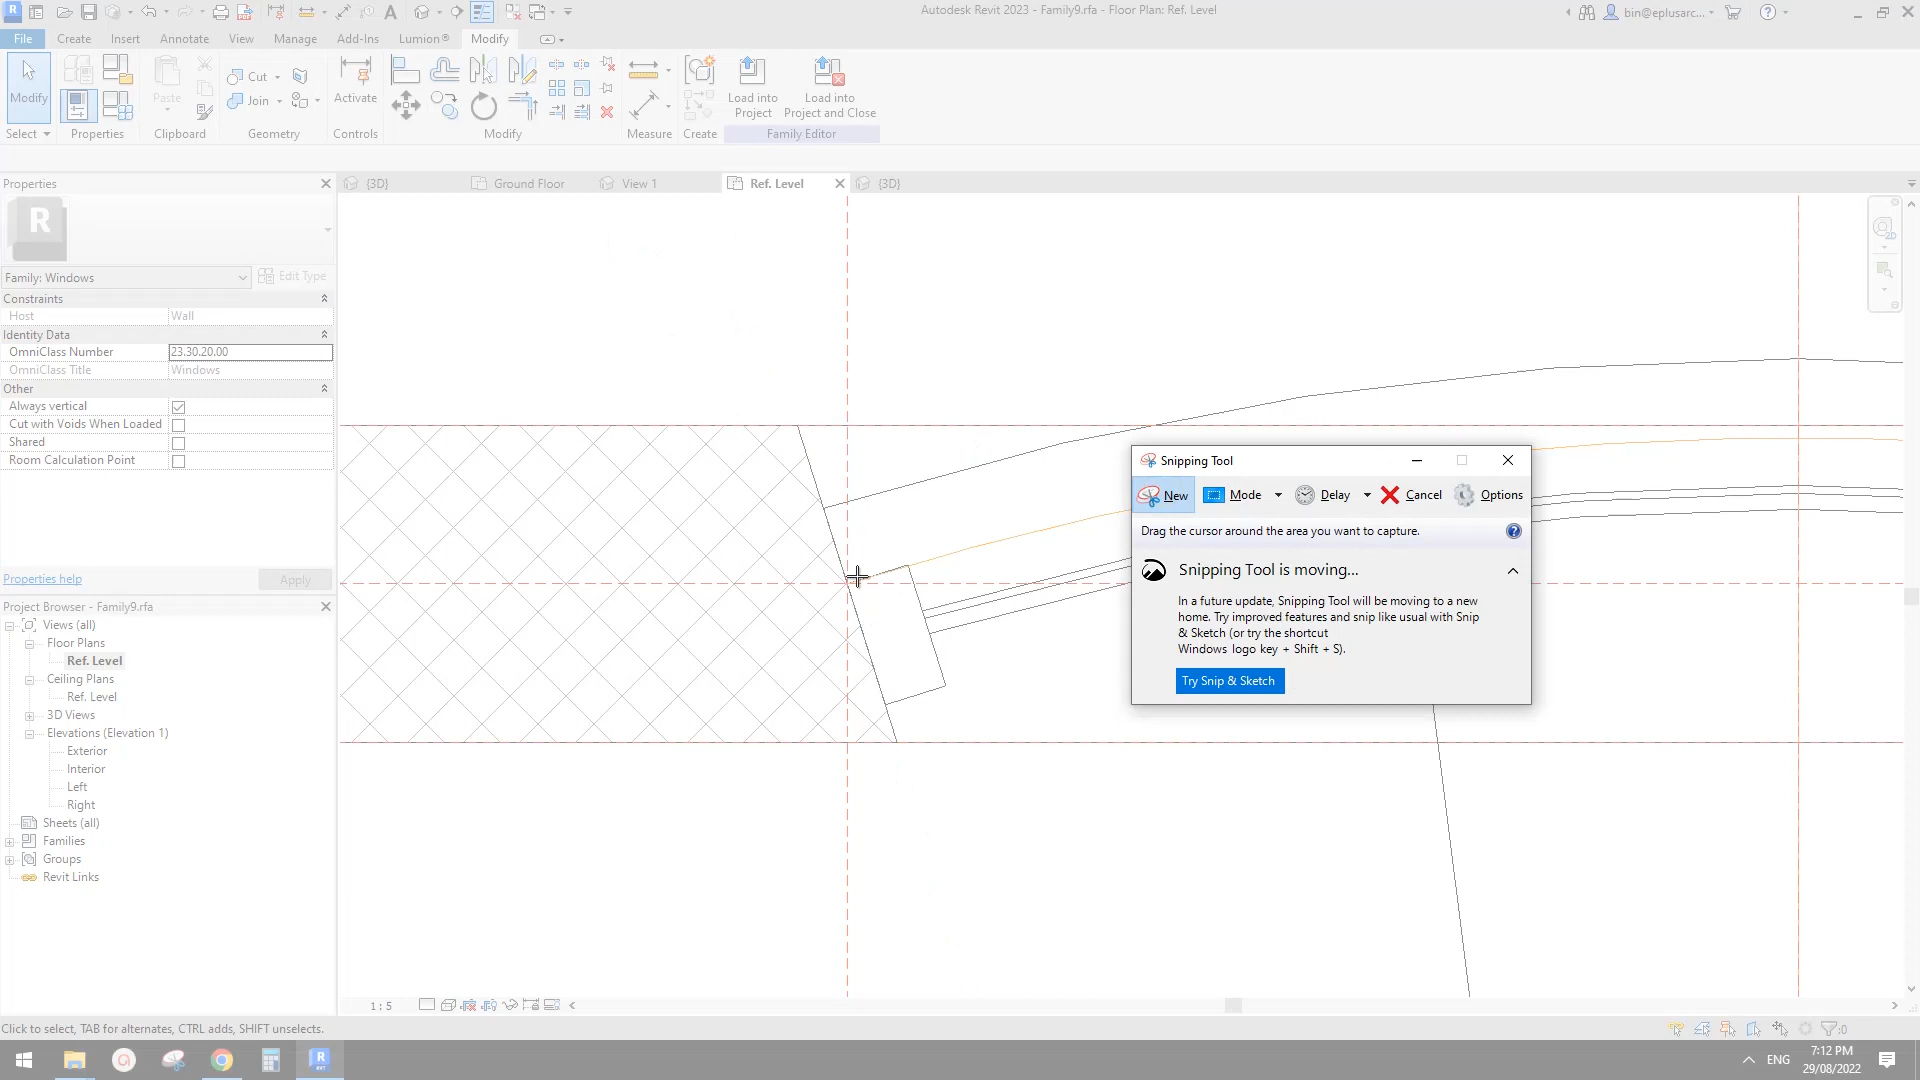 Autodesk Revit 2023 - Family9.rfa - Floor Plan: Ref. Level
bin@eplusarc...
File
Create
Insert
Annotate
View
Manage
Add-Ins
Lumion®
Modify
Modify
Paste
Cut
Join
Activate
Load into
Project
Load into
Project and Close
Select
Properties
Clipboard
Geometry
Controls
Modify
Measure
Create
Family Editor
Properties
{3D}
Ground Floor
View 1
Ref. Level
{3D}
R
2D
Family: Windows
Edit Type
Constraints
Host
Wall
Identity Data
OmniClass Number
23.30.20.00
OmniClass Title
Windows
Other
Always vertical
Cut with Voids When Loaded
Shared
Room Calculation Point
Properties help
Apply
Project Browser - Family9.rfa
Views (all)
Floor Plans
Ref. Level
Ceiling Plans
Ref. Level
3D Views
Elevations (Elevation 1)
Exterior
Interior
Left
Right
Sheets (all)
Families
Groups
Revit Links
Snipping Tool
New
Mode
Delay
Cancel
Options
Drag the cursor around the area you want to capture.
Snipping Tool is moving...
In a future update, Snipping Tool will be moving to a new
home. Try improved features and snip like usual with Snip
& Sketch (or try the shortcut
Windows logo key + Shift + S).
Try Snip & Sketch
1 : 5
Click to select, TAB for alternates, CTRL adds, SHIFT unselects.
:0
ENG
7:12 PM
29/08/2022